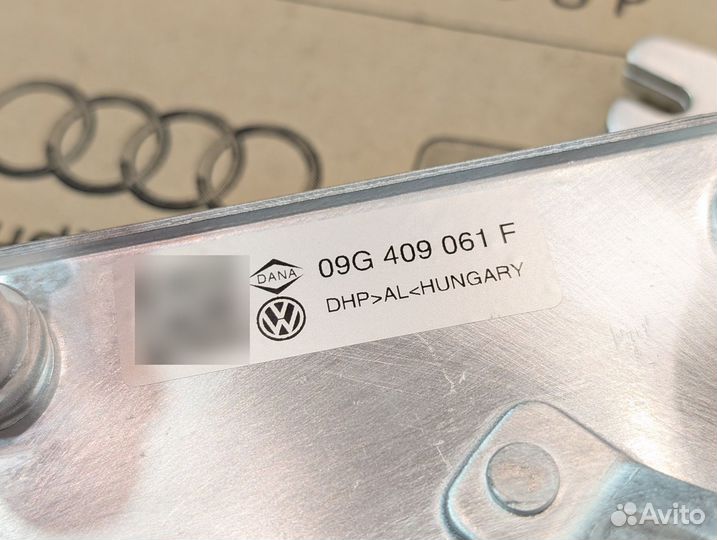 DANA
09G 409 061 F
DHP>AL<HUNGARY
Avito